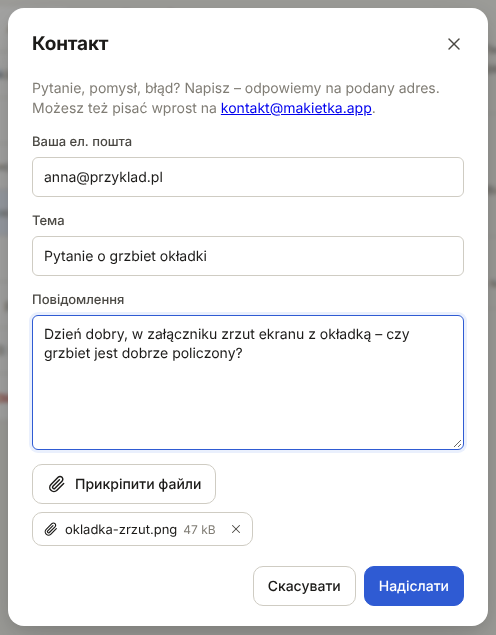 Контакт
Pytanie, pomysł, błąd? Napisz – odpowiemy na podany adres.
Możesz też pisać wprost na kontakt@makietka.app.
Ваша ел. пошта
anna@przyklad.pl
Тема
Pytanie o grzbiet okładki
Повідомлення
Dzień dobry, w załączniku zrzut ekranu z okładką – czy
grzbiet jest dobrze policzony?
Прикріпити файли
okladka-zrzut.png 47 kB
Скасувати
Надіслати